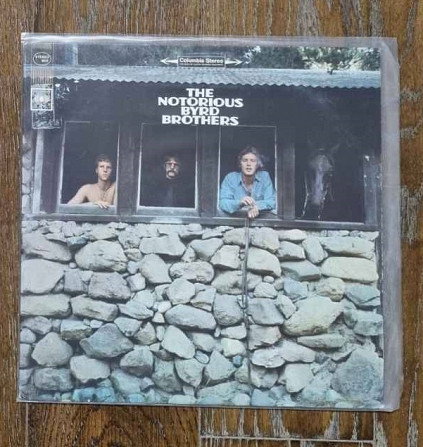 Columbia Stereo
THE
NOTORIOUS
BYRD
BROTHERS